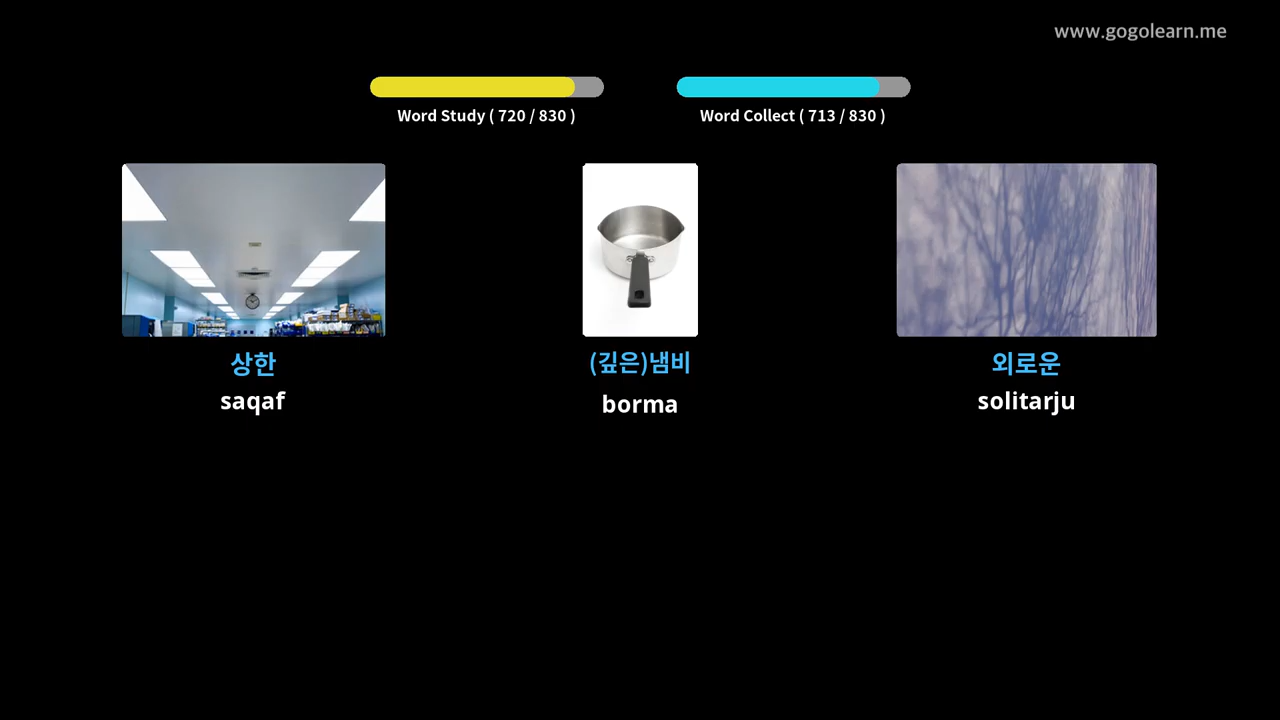 www.gogolearn.me
Word Study ( 720 / 830 )
Word Collect ( 713 / 830 )
상한
saqaf
(깊은)냄비
borma
외로운
solitarju